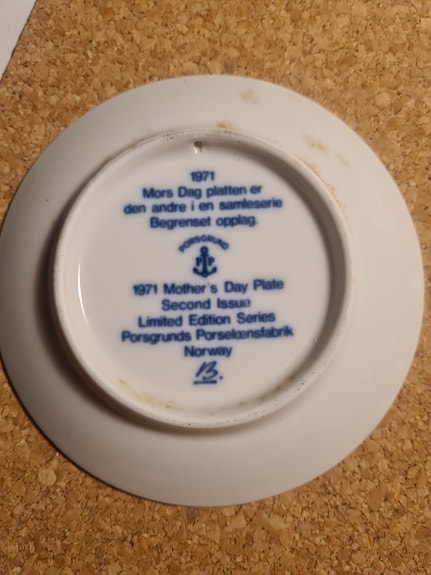 1971
Mors Dag platten er
den andre i en samleserie
Begrenset opplag.
PORSGRUND
P P
1971 Mother's Day Plate
Second Issue
Limited Edition Series
Porsgrunds Porselænsfabrik
Norway
B.